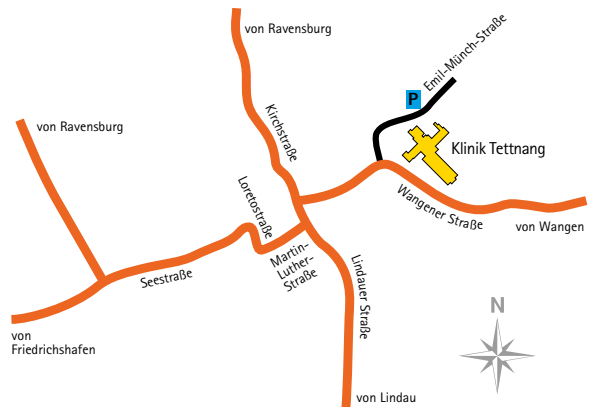 von Ravensburg
Emil-Münch-Straße
P
von Ravensburg
Kirchstraße
Klinik Tettnang
Loretostraße
Wangener Straße
von Wangen
Martin-
Luther-
Straße
Seestraße
Lindauer Straße
N
von
Friedrichshafen
von Lindau